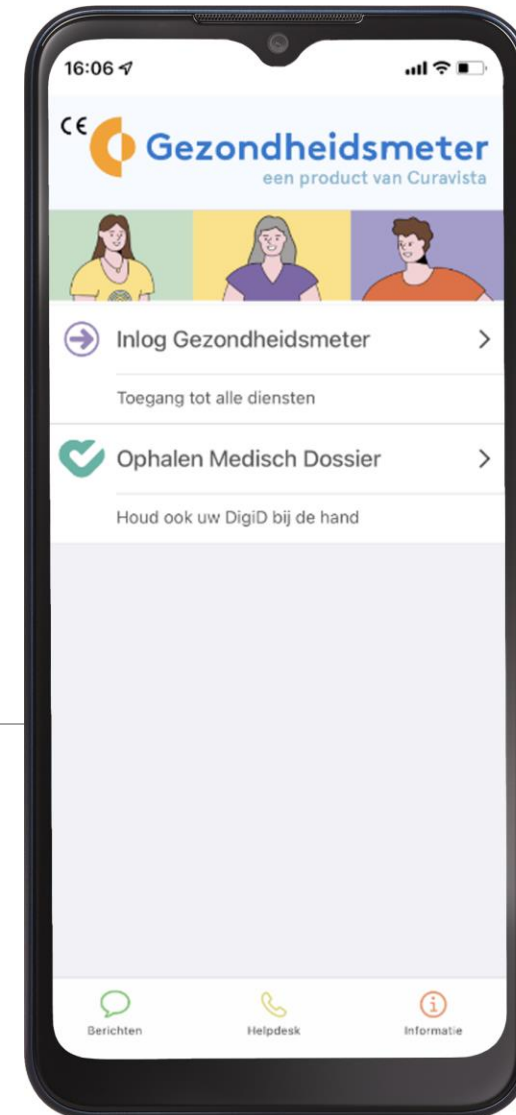 16:06
CE
Gezondheidsmeter
een product van Curavista
Inlog Gezondheidsmeter
Toegang tot alle diensten
Ophalen Medisch Dossier
Houd ook uw DigiD bij de hand
Berichten
Helpdesk
Informatie